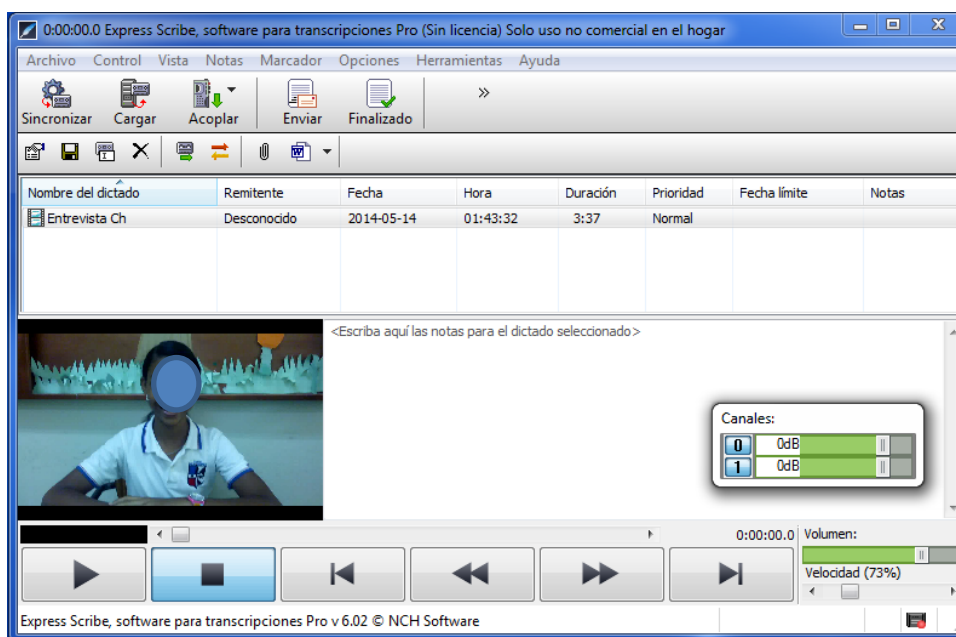 0:00:00.0 Express Scribe, software para transcripciones Pro (Sin licencia) Solo uso no comercial en el hogar
Archivo Control Vista Notas Marcador Opciones Herramientas Ayuda
Sincronizar Cargar Acoplar Enviar Finalizado »
Nombre del dictado Remitente Fecha Hora Duración Prioridad Fecha límite Notas
Entrevista Ch Desconocido 2014-05-14 01:43:32 3:37 Normal
<Escriba aquí las notas para el dictado seleccionado>
Canales:
0 0dB
1 0dB
0:00:00.0 Volumen:
Velocidad (73%)
Express Scribe, software para transcripciones Pro v 6.02 © NCH Software